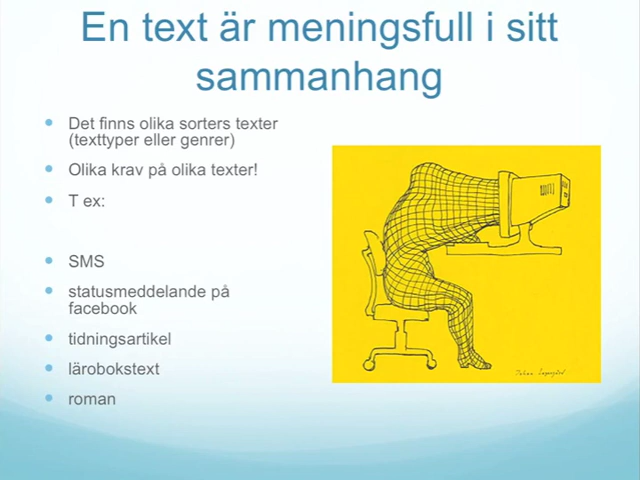 En text är meningsfull i sitt
sammanhang
Det finns olika sorters texter
(texttyper eller genrer)
Olika krav på olika texter!
T ex:
SMS
statusmeddelande på
facebook
tidningsartikel
lärobokstext
roman